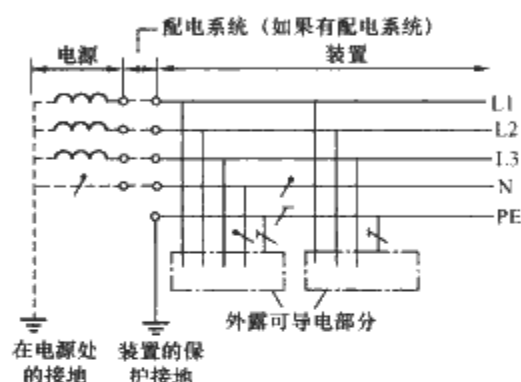 配电系统（如果有配电系统）
电源
装置
L1
L2
L3
N
PE
外露可导电部分
在电源处
的接地
装置的保
护接地